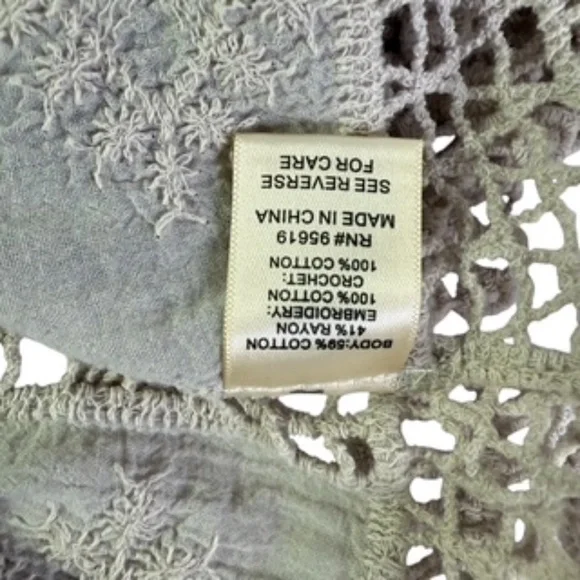 BODY:59% COTTON
41% RAYON
EMBROIDERY:
100% COTTON
CROCHET:
100% COTTON
RN#95619
MADE IN CHINA
SEE REVERSE
FOR CARE